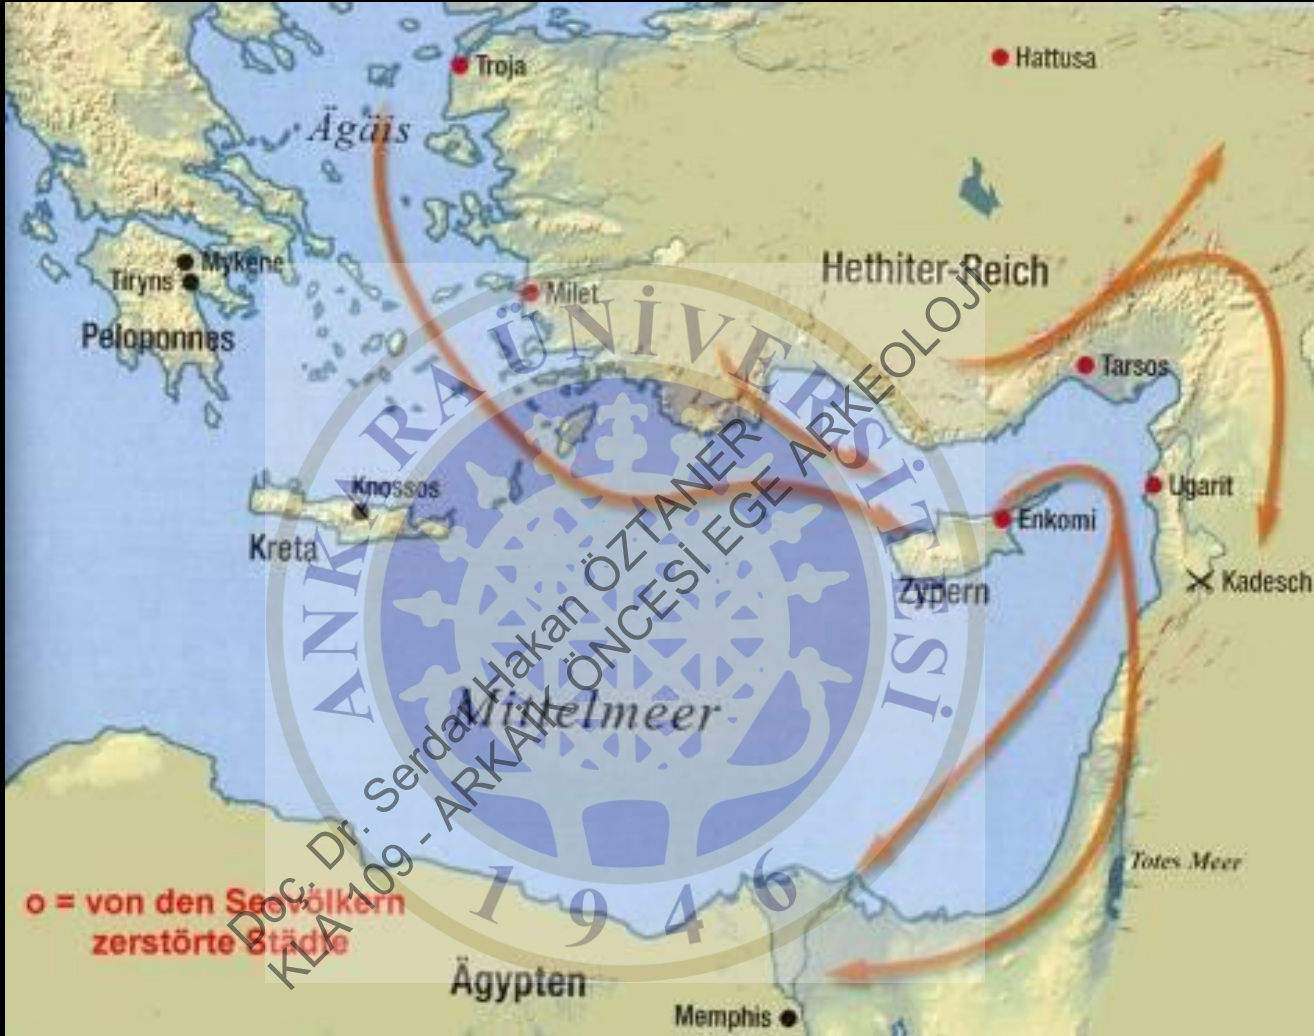 Troja
Hattusa
Ägäis
Mykene
Tiryns
Peloponnes
Milet
Hethiter-Reich
Tarsos
Knossos
Kreta
Ugarit
Enkomi
Zypern
Kadesch
Mittelmeer
Totes Meer
o = von den Seevölkern
zerstörte Städte
Ägypten
Memphis
ANKARA ÜNİVERSİTESİ
1946
Doç. Dr. Serdar Hakan ÖZTANER
KLA 109 - ARKAİK ÖNCESİ EGE ARKEOLOJİ